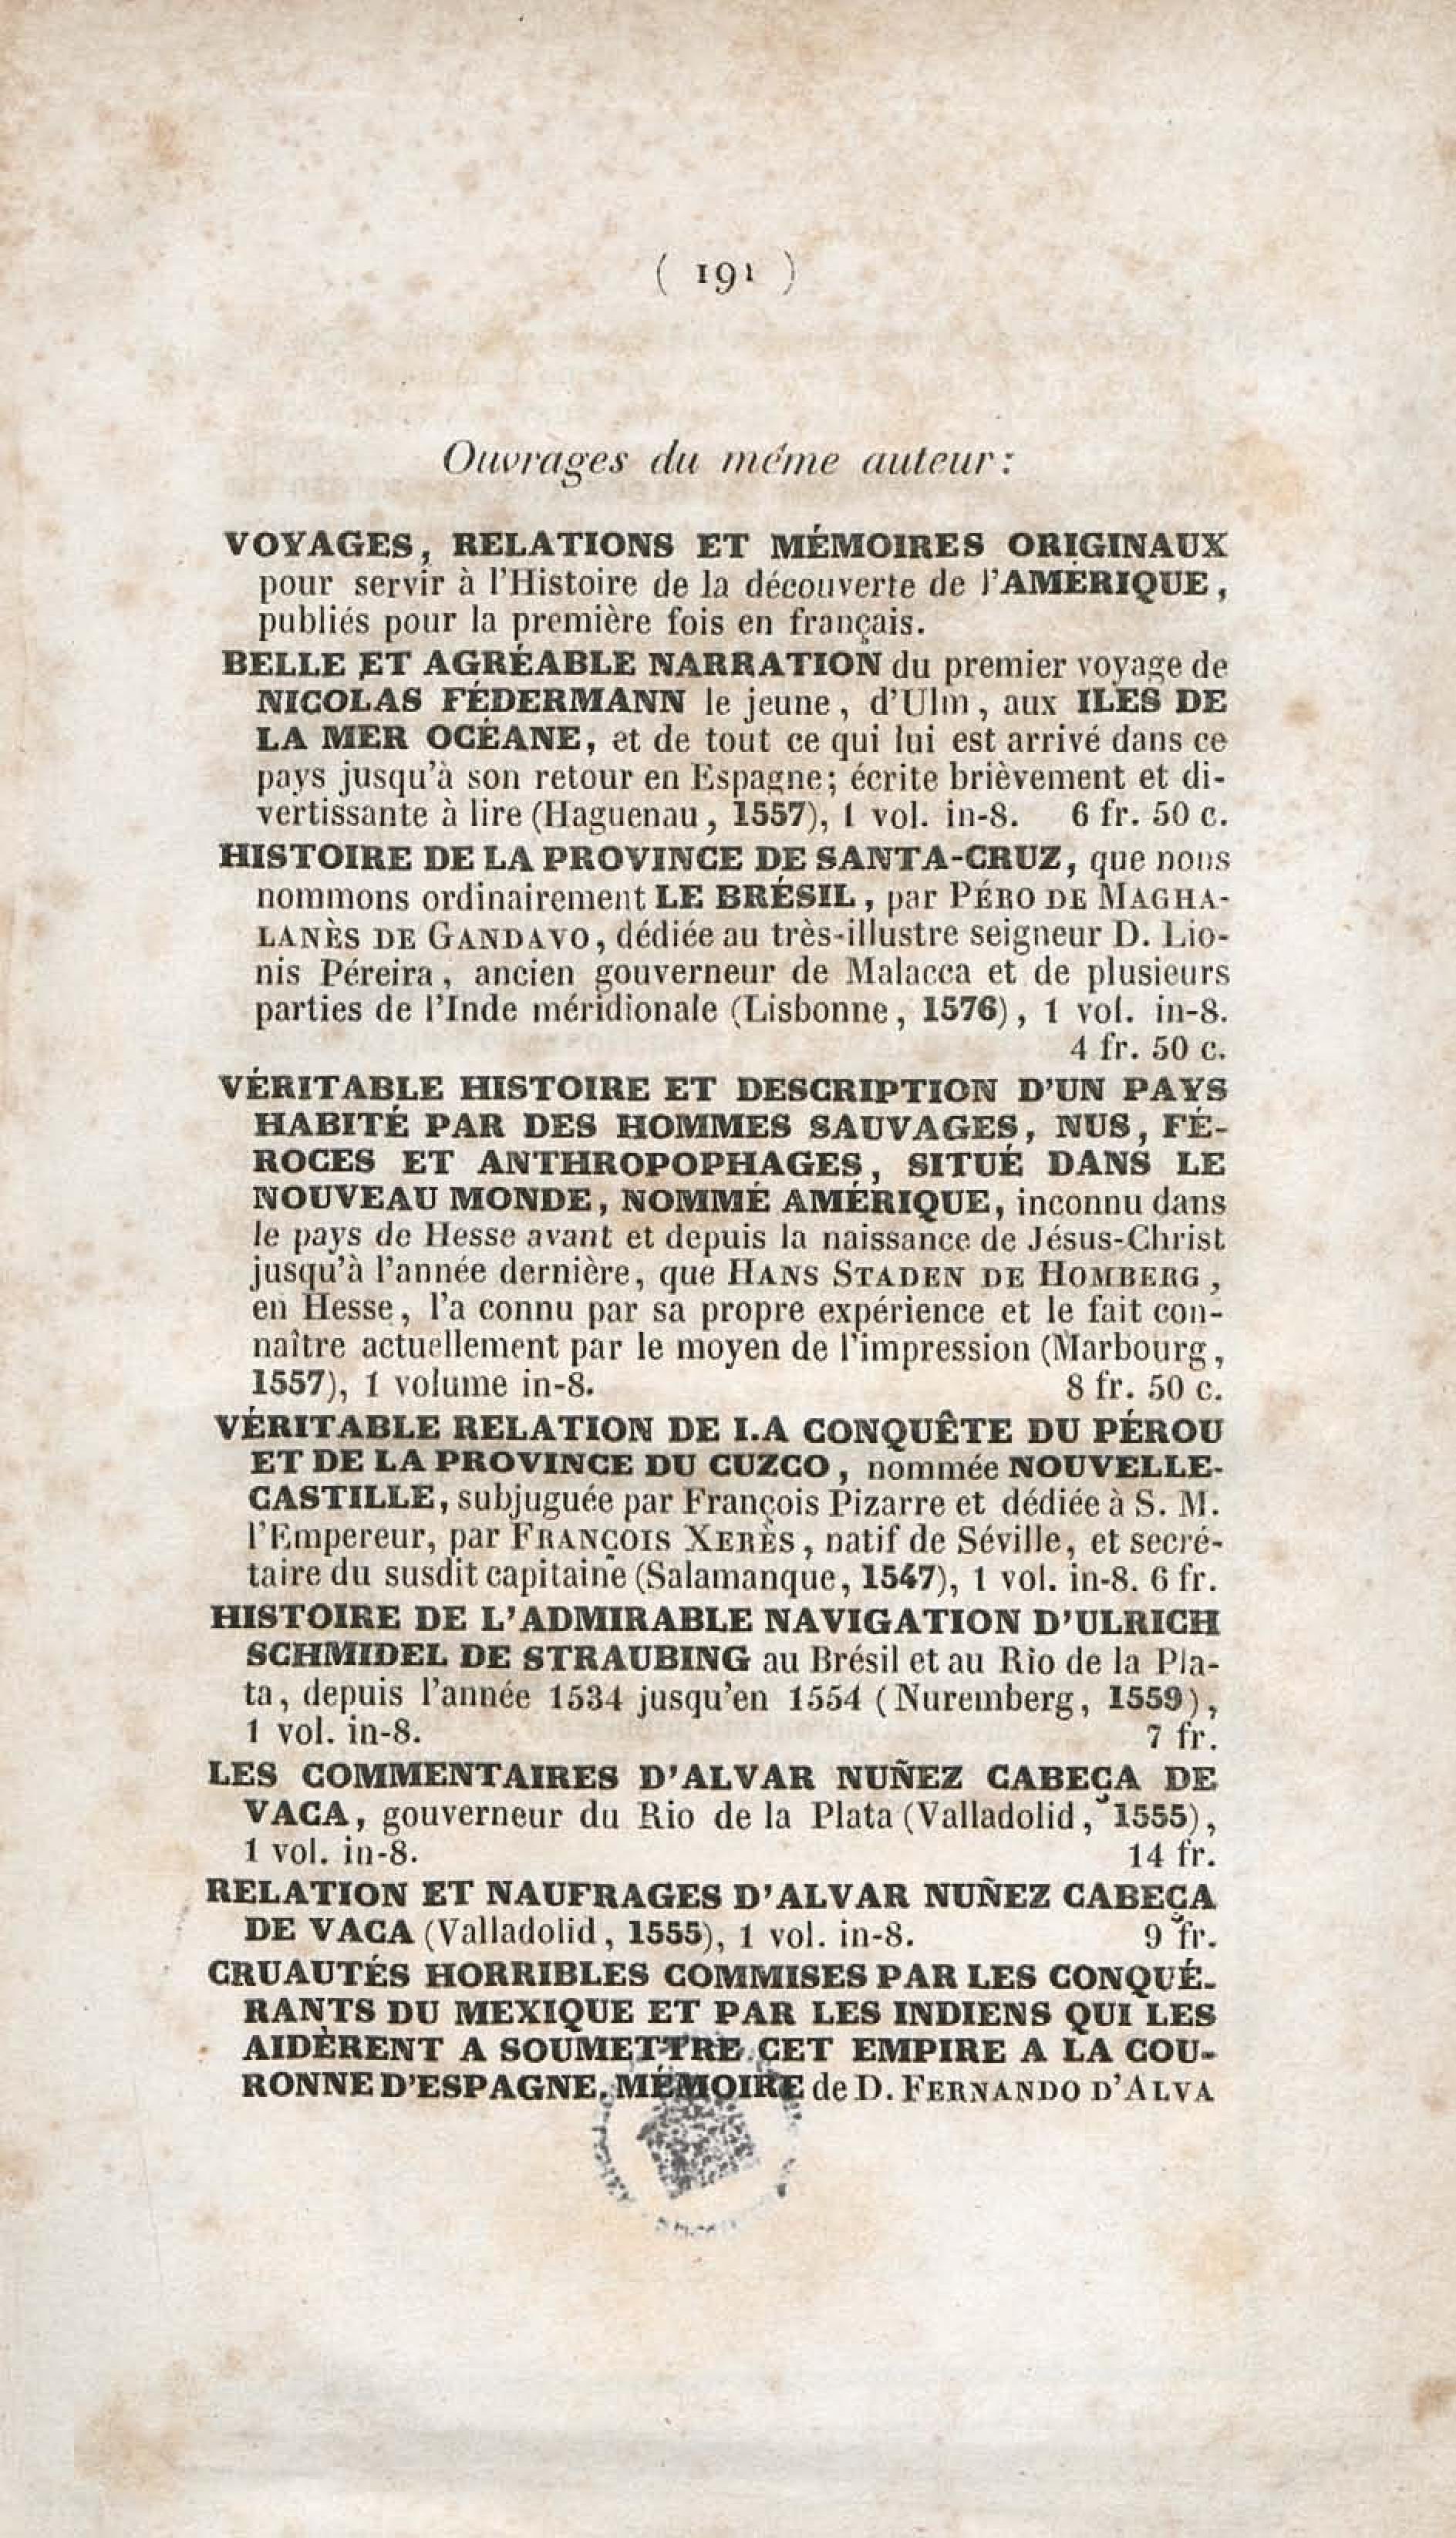 ( 191 )
Ouvrages du même auteur:
VOYAGES, RELATIONS ET MÉMOIRES ORIGINAUX
pour servir à l'Histoire de la découverte de l'AMÉRIQUE,
publiés pour la première fois en français.
BELLE ET AGRÉABLE NARRATION du premier voyage de
NICOLAS FÉDERMANN le jeune, d'Ulm, aux ILES DE
LA MER OCÉANE, et de tout ce qui lui est arrivé dans ce
pays jusqu'à son retour en Espagne; écrite brièvement et di-
vertissante à lire (Haguenau, 1557), 1 vol. in-8. 6 fr. 50 c.
HISTOIRE DE LA PROVINCE DE SANTA-CRUZ, que nous
nommons ordinairement LE BRÉSIL, par PÉRO DE MAGHA-
LANÈS DE GANDAVO, dédiée au très-illustre seigneur D. Lio-
nis Péreira, ancien gouverneur de Malacca et de plusieurs
parties de l'Inde méridionale (Lisbonne, 1576), 1 vol. in-8.
4 fr. 50 c.
VÉRITABLE HISTOIRE ET DESCRIPTION D'UN PAYS
HABITÉ PAR DES HOMMES SAUVAGES, NUS, FÉ-
ROCES ET ANTHROPOPHAGES, SITUÉ DANS LE
NOUVEAU MONDE, NOMMÉ AMÉRIQUE, inconnu dans
le pays de Hesse avant et depuis la naissance de Jésus-Christ
jusqu'à l'année dernière, que HANS STADEN DE HOMBERG,
en Hesse, l'a connu par sa propre expérience et le fait con-
naître actuellement par le moyen de l'impression (Marbourg,
1557), 1 volume in-8. 8 fr. 50 c.
VÉRITABLE RELATION DE LA CONQUÊTE DU PÉROU
ET DE LA PROVINCE DU CUZCO, nommée NOUVELLE-
CASTILLE, subjuguée par François Pizarre et dédiée à S. M.
l'Empereur, par FRANÇOIS XERÈS, natif de Séville, et secré-
taire du susdit capitaine (Salamanque, 1547), 1 vol. in-8. 6 fr.
HISTOIRE DE L'ADMIRABLE NAVIGATION D'ULRICH
SCHMIDEL DE STRAUBING au Brésil et au Rio de la Pla-
ta, depuis l'année 1534 jusqu'en 1554 (Nuremberg, 1559),
1 vol. in-8. 7 fr.
LES COMMENTAIRES D'ALVAR NUÑEZ CABEÇA DE
VACA, gouverneur du Rio de la Plata (Valladolid, 1555),
1 vol. in-8. 14 fr.
RELATION ET NAUFRAGES D'ALVAR NUÑEZ CABEÇA
DE VACA (Valladolid, 1555), 1 vol. in-8. 9 fr.
CRUAUTÉS HORRIBLES COMMISES PAR LES CONQUÉ-
RANTS DU MEXIQUE ET PAR LES INDIENS QUI LES
AIDÈRENT A SOUMETTRE CET EMPIRE A LA COU-
RONNE D'ESPAGNE, MÉMOIRE de D. FERNANDO D'ALVA